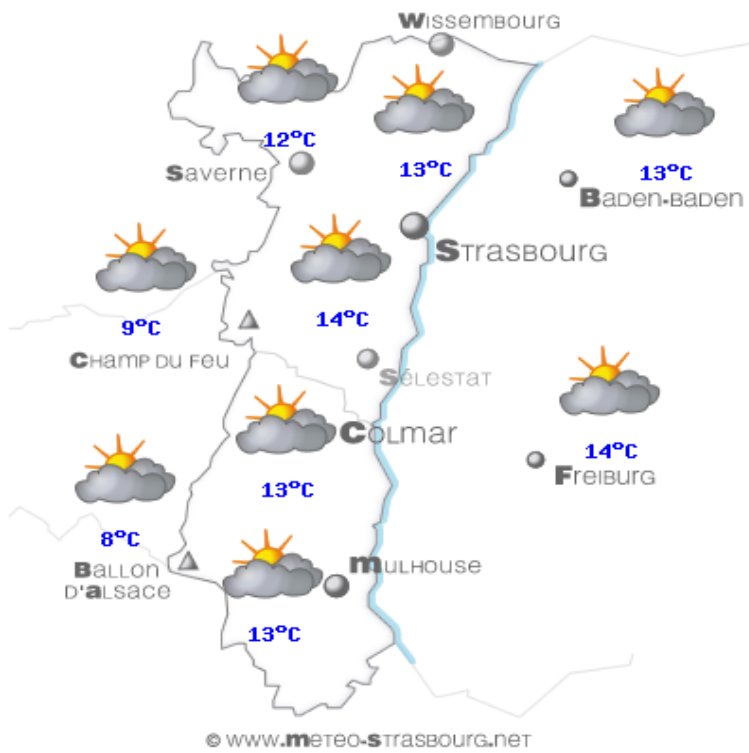 Wissembourg
12°C
13°C
13°C
Saverne
Baden-Baden
Strasbourg
9°C
14°C
Champ du Feu
Sélestat
Colmar
14°C
Freiburg
13°C
8°C
Ballon
d'Alsace
Mulhouse
13°C
© www.meteo-strasbourg.net